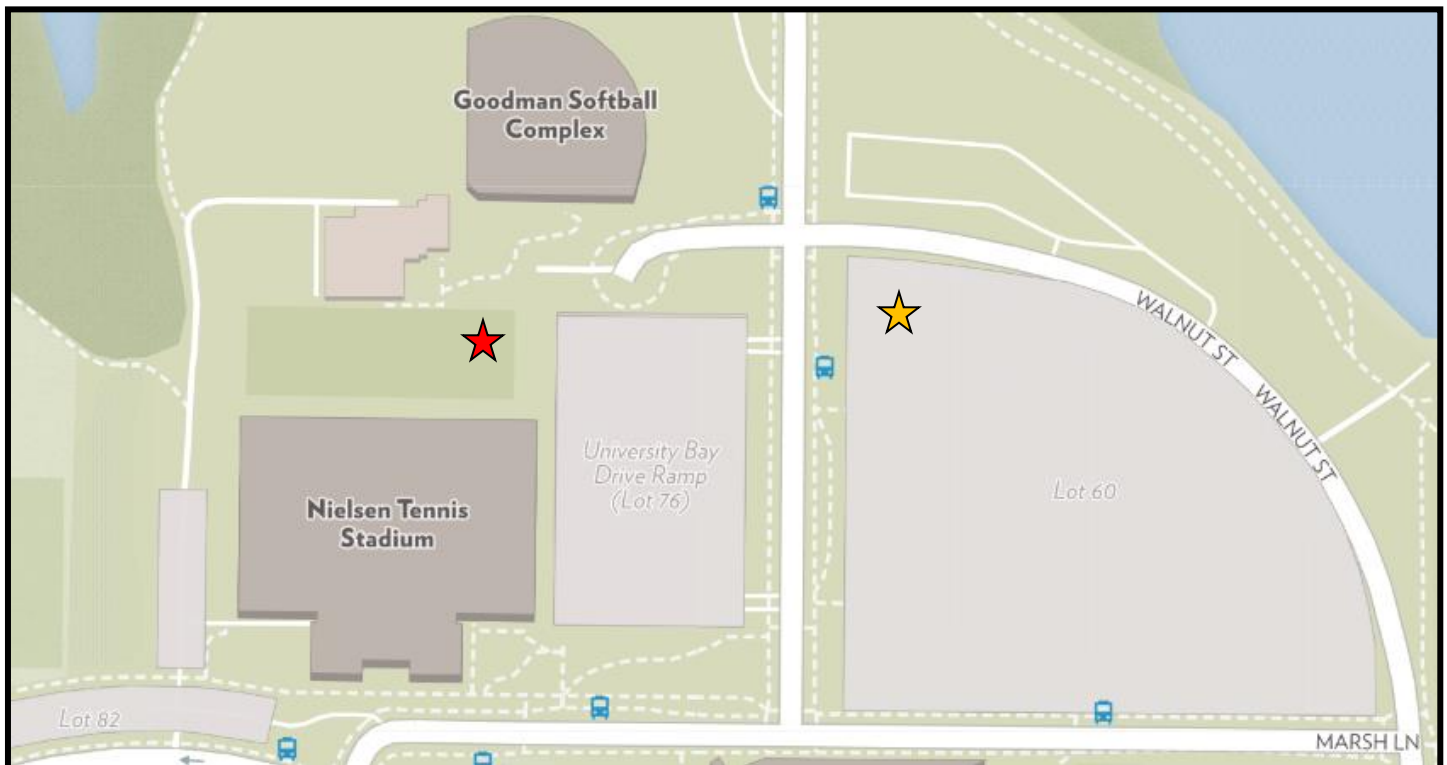 Goodman Softball
Complex
WALNUT ST
WALNUT ST
University Bay
Drive Ramp
(Lot 76)
Lot 60
Nielsen Tennis
Stadium
Lot 82
MARSH LN